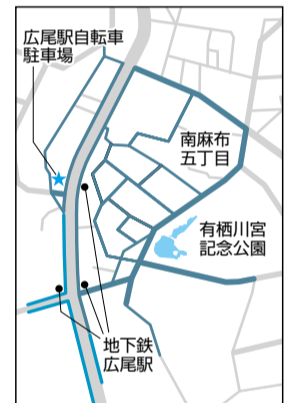 広尾駅自転車
駐車場
南麻布
五丁目
有栖川宮
記念公園
地下鉄
広尾駅